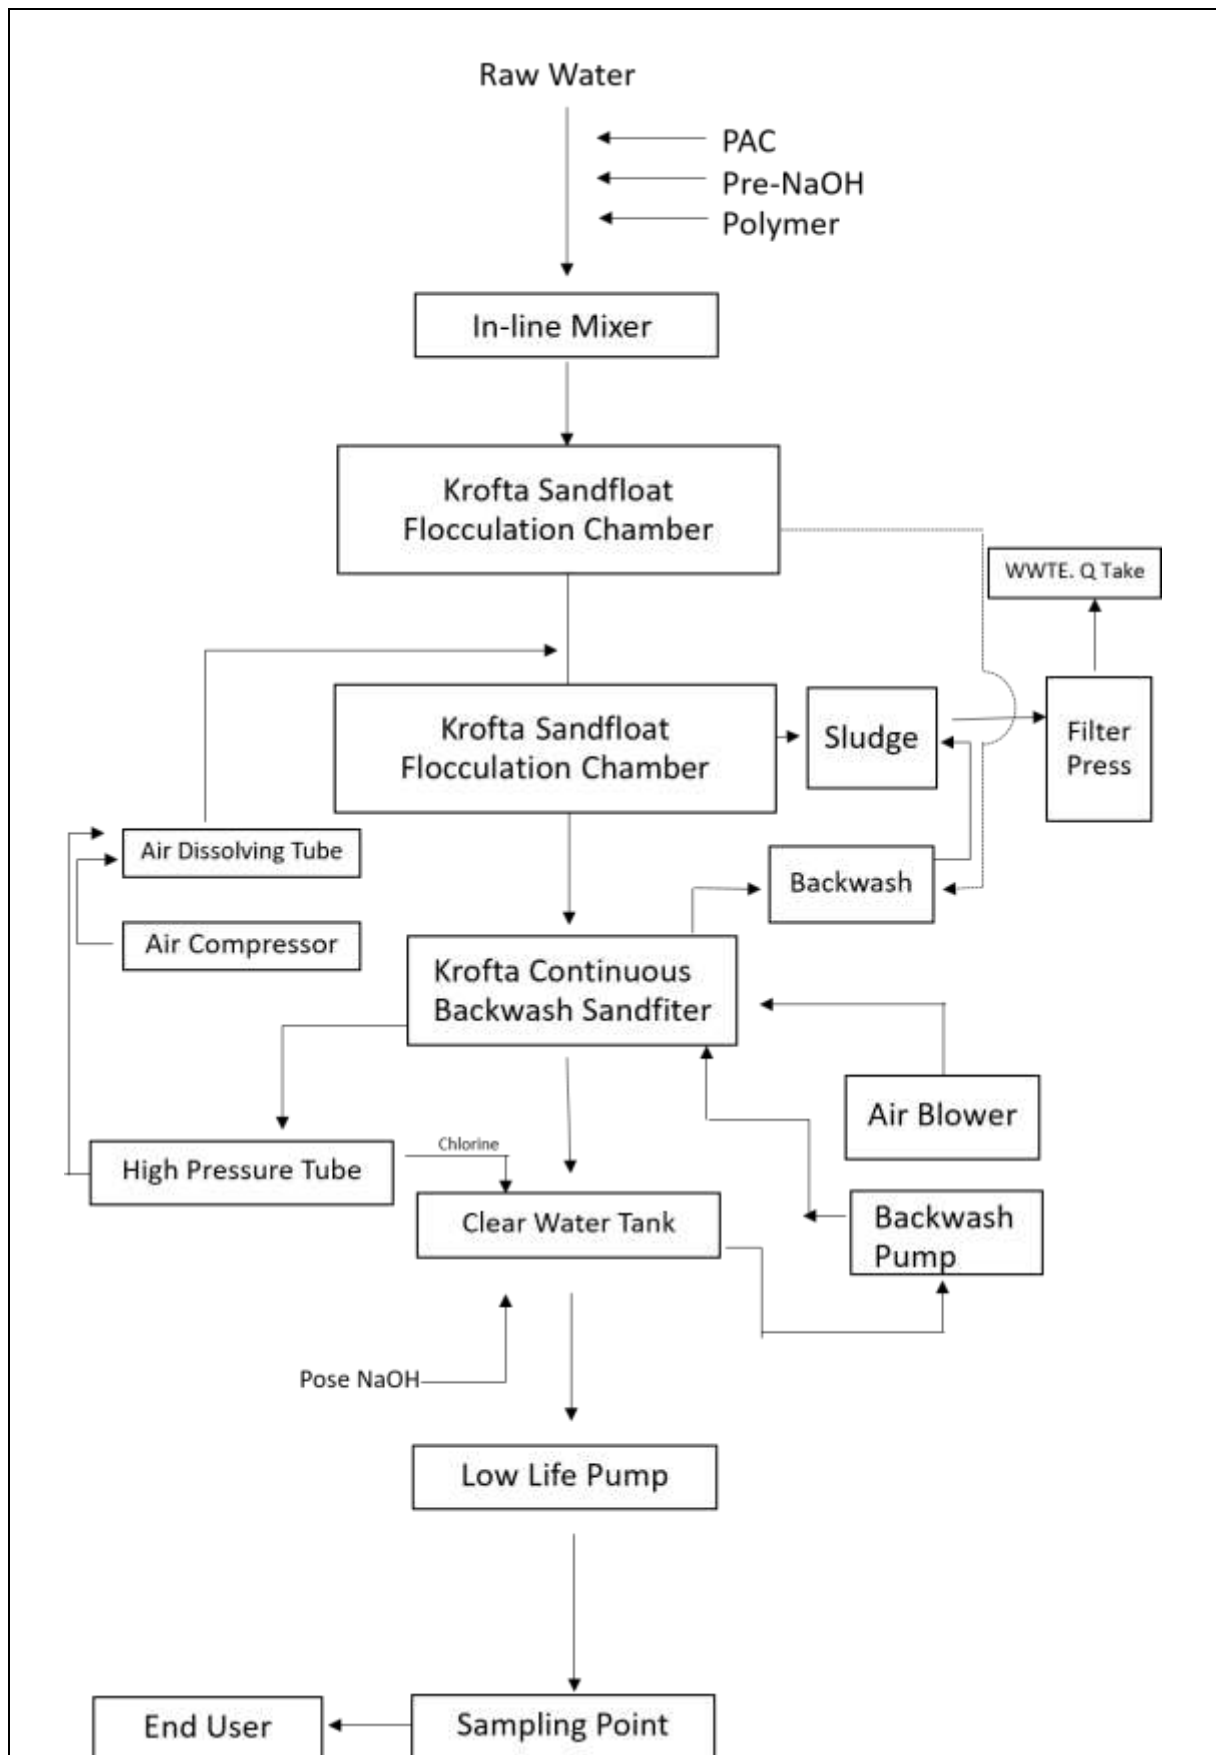 Raw Water
PAC
Pre-NaOH
Polymer
In-line Mixer
Krofta Sandfloat
Flocculation Chamber
WWTE. Q Take
Krofta Sandfloat
Flocculation Chamber
Sludge
Filter
Press
Air Dissolving Tube
Backwash
Air Compressor
Krofta Continuous
Backwash Sandfiter
Air Blower
High Pressure Tube
Chlorine
Clear Water Tank
Backwash
Pump
Pose NaOH
Low Life Pump
End User
Sampling Point